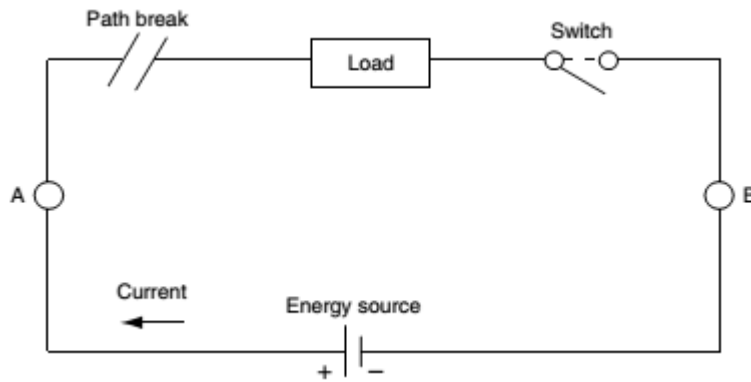 Path break
Switch
Load
A
B
Current
Energy source
+ −